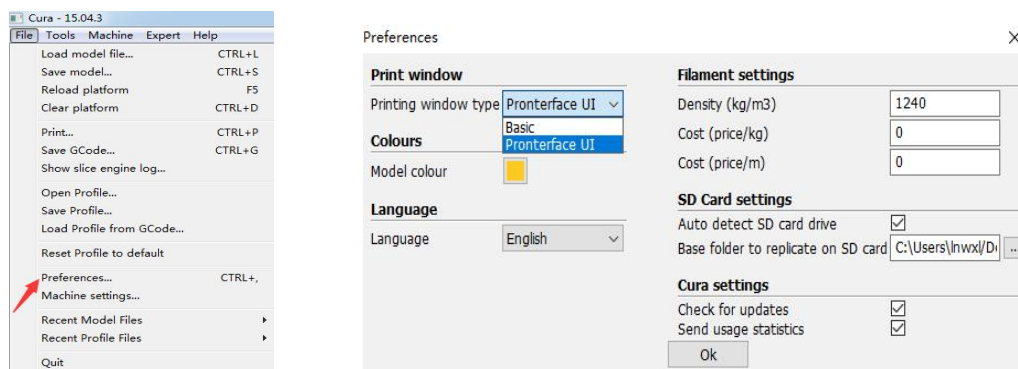 Cura - 15.04.3
File Tools Machine Expert Help
Load model file... CTRL+L
Save model... CTRL+S
Reload platform F5
Clear platform CTRL+D
Print... CTRL+P
Save GCode... CTRL+G
Show slice engine log...
Open Profile...
Save Profile...
Load Profile from GCode...
Reset Profile to default
Preferences... CTRL+,
Machine settings...
Recent Model Files
Recent Profile Files
Quit
Preferences
Print window
Printing window type Pronterface UI
Basic
Pronterface UI
Colours
Model colour
Language
Language English
Filament settings
Density (kg/m3) 1240
Cost (price/kg) 0
Cost (price/m) 0
SD Card settings
Auto detect SD card drive
Base folder to replicate on SD card C:\Users\lnwxl/D ...
Cura settings
Check for updates
Send usage statistics
Ok